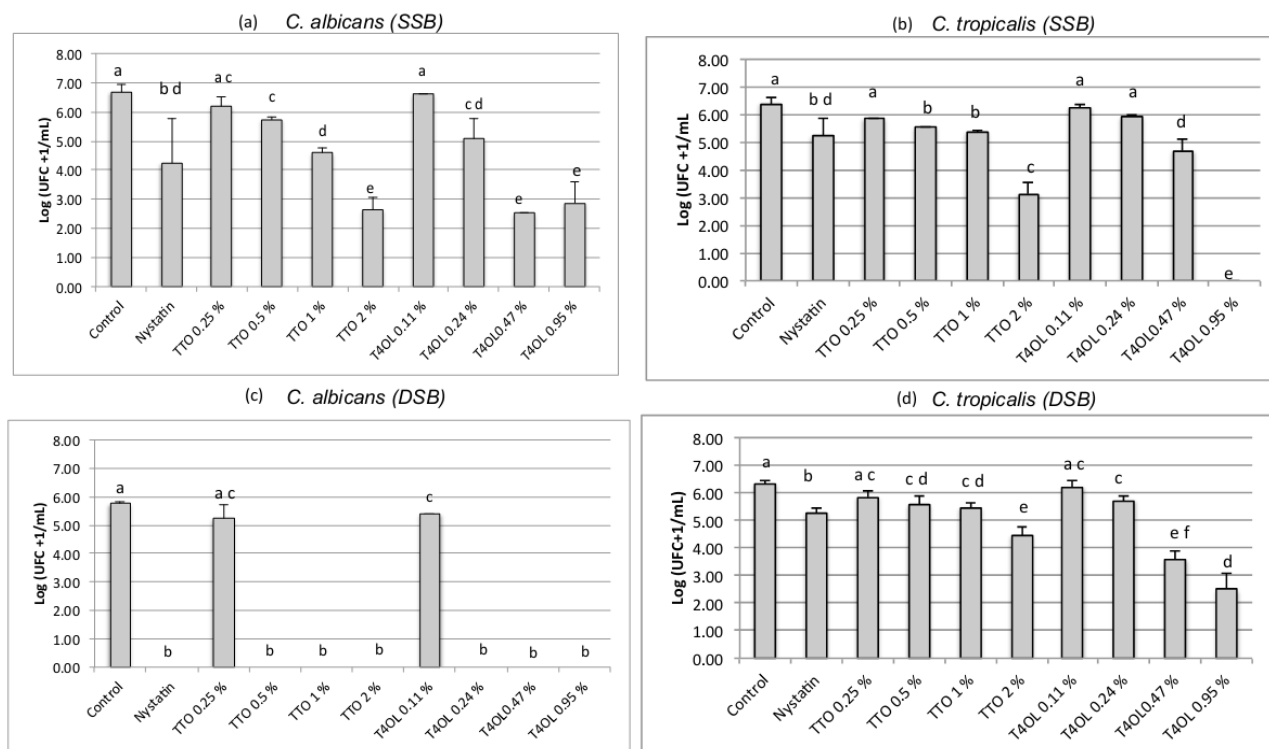 (a) C. albicans (SSB)
Log (UFC +1/mL
8.00
7.00
6.00
5.00
4.00
3.00
2.00
1.00
0.00
a
b d
a c
c
d
e
a
c d
e
e
Control
Nystatin
TTO 0.25 %
TTO 0.5 %
TTO 1 %
TTO 2 %
T4OL 0.11 %
T4OL 0.24 %
T4OL0.47 %
T4OL 0.95 %
(b) C. tropicalis (SSB)
Log (UFC +1/mL
8.00
7.00
6.00
5.00
4.00
3.00
2.00
1.00
0.00
a
b d
a
b
b
c
a
a
d
e
Control
Nystatin
TTO 0.25 %
TTO 0.5 %
TTO 1 %
TTO 2 %
T4OL 0.11 %
T4OL 0.24 %
T4OL0.47 %
T4OL 0.95 %
(c) C. albicans (DSB)
Log (UFC +1/mL)
8.00
7.00
6.00
5.00
4.00
3.00
2.00
1.00
0.00
a
b
a c
b
b
b
c
b
b
b
Control
Nystatin
TTO 0.25 %
TTO 0.5 %
TTO 1 %
TTO 2 %
T4OL 0.11%
T4OL 0.24 %
T4OL0.47 %
T4OL 0.95 %
(d) C. tropicalis (DSB)
Log (UFC+1/mL)
8.00
7.00
6.00
5.00
4.00
3.00
2.00
1.00
0.00
a
b
a c
c d
c d
e
a c
c
e f
d
Control
Nystatin
TTO 0.25 %
TTO 0.5 %
TTO 1 %
TTO 2 %
T4OL 0.11 %
T4OL 0.24 %
T4OL0.47 %
T4OL 0.95 %